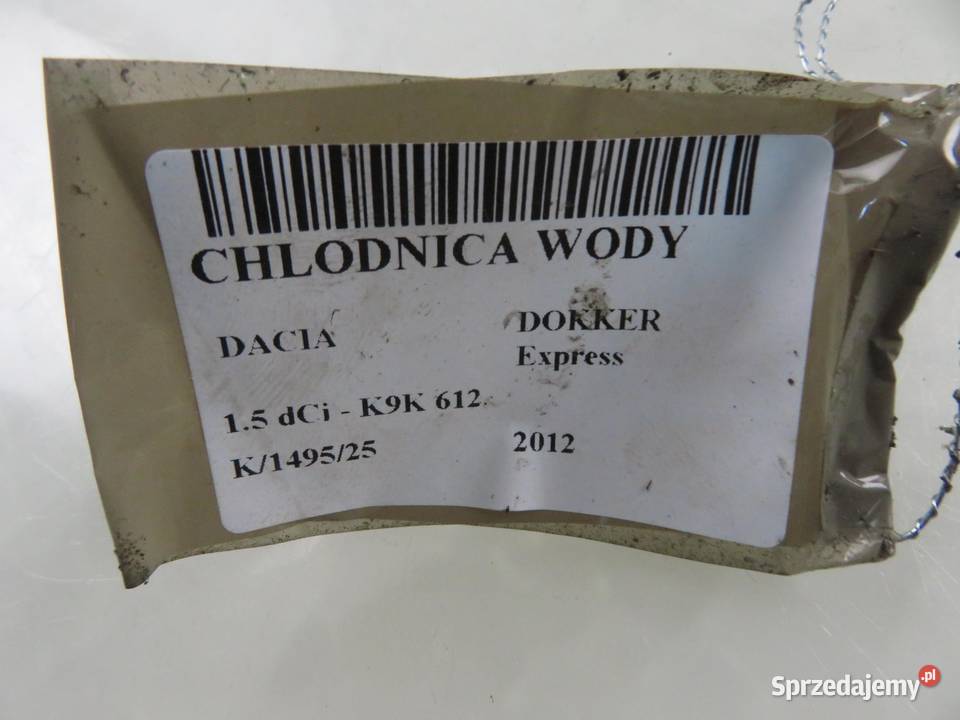 CHLODNICA WODY
DACIA DOKKER
Express
1.5 dCi - K9K 612
K/1495/25 2012
Sprzedajemy.pl